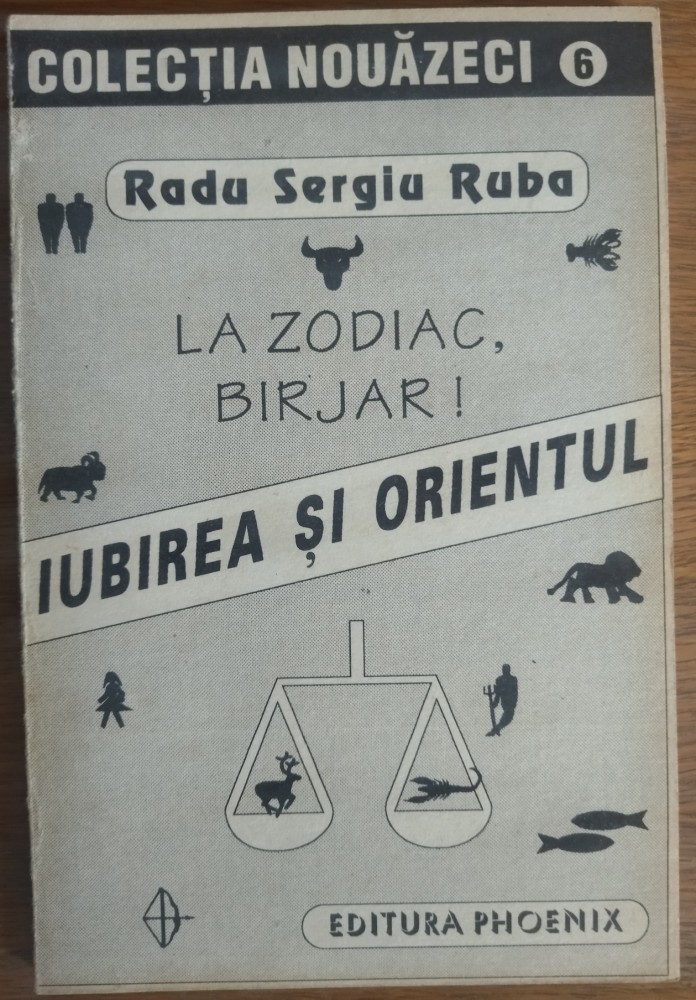 COLECȚIA NOUĂZECI 6
Radu Sergiu Ruba
LA ZODIAC,
BIRJAR!
IUBIREA ȘI ORIENTUL
EDITURA PHOENIX